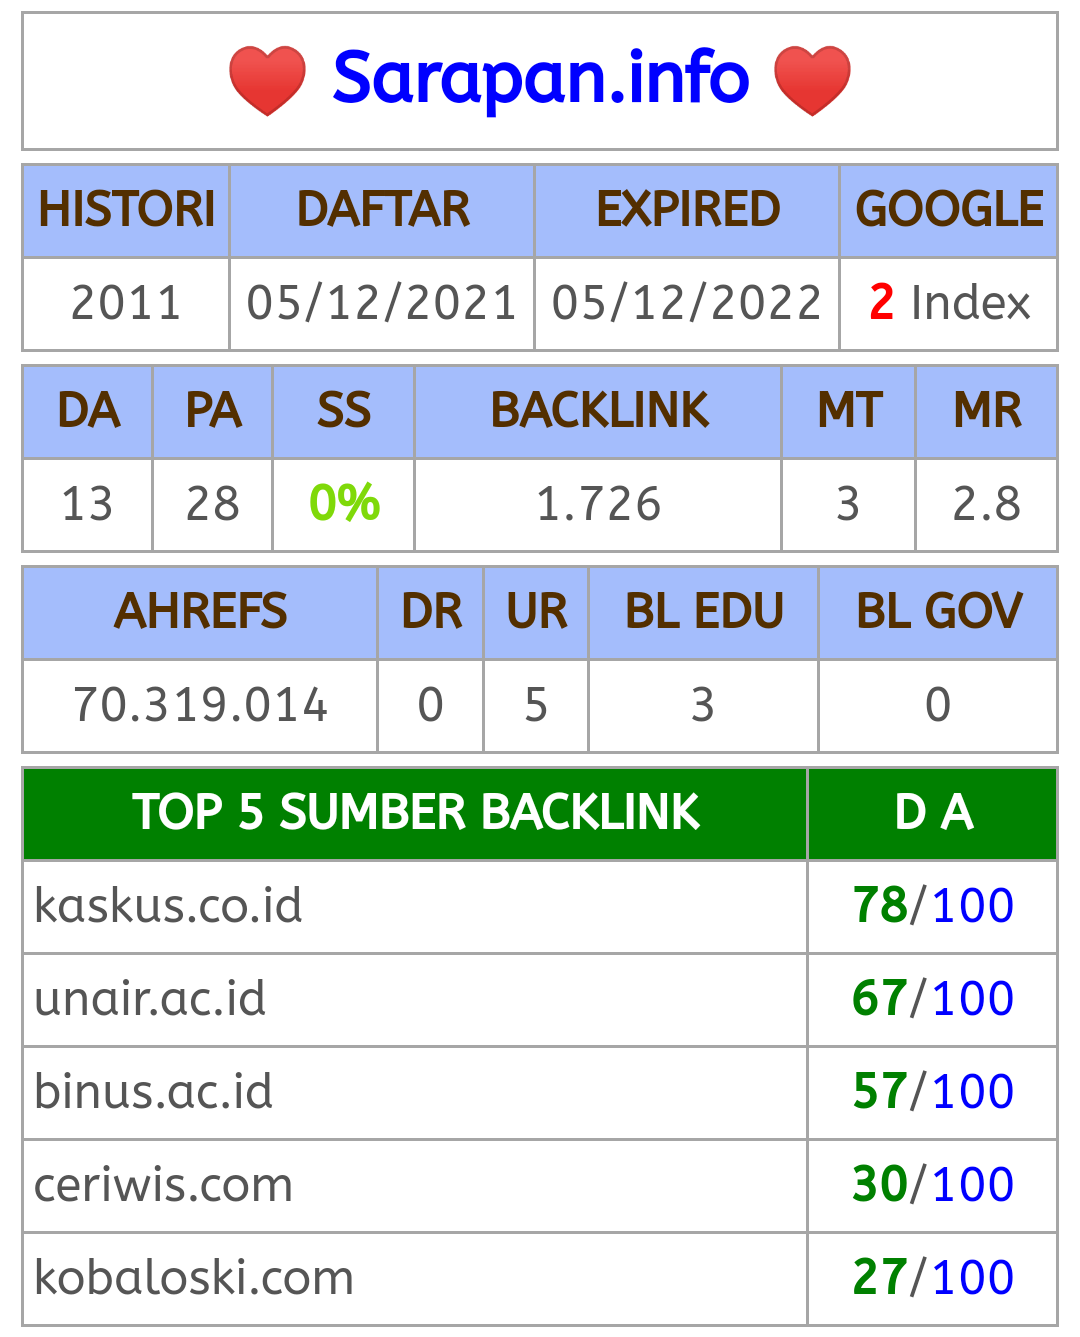 Sarapan.info
HISTORI DAFTAR EXPIRED GOOGLE
2011 05/12/2021 05/12/2022 2 Index
DA PA SS BACKLINK MT MR
13 28 0% 1.726 3 2.8
AHREFS DR UR BL EDU BL GOV
70.319.014 0 5 3 0
TOP 5 SUMBER BACKLINK D A
kaskus.co.id 78/100
unair.ac.id 67/100
binus.ac.id 57/100
ceriwis.com 30/100
kobaloski.com 27/100